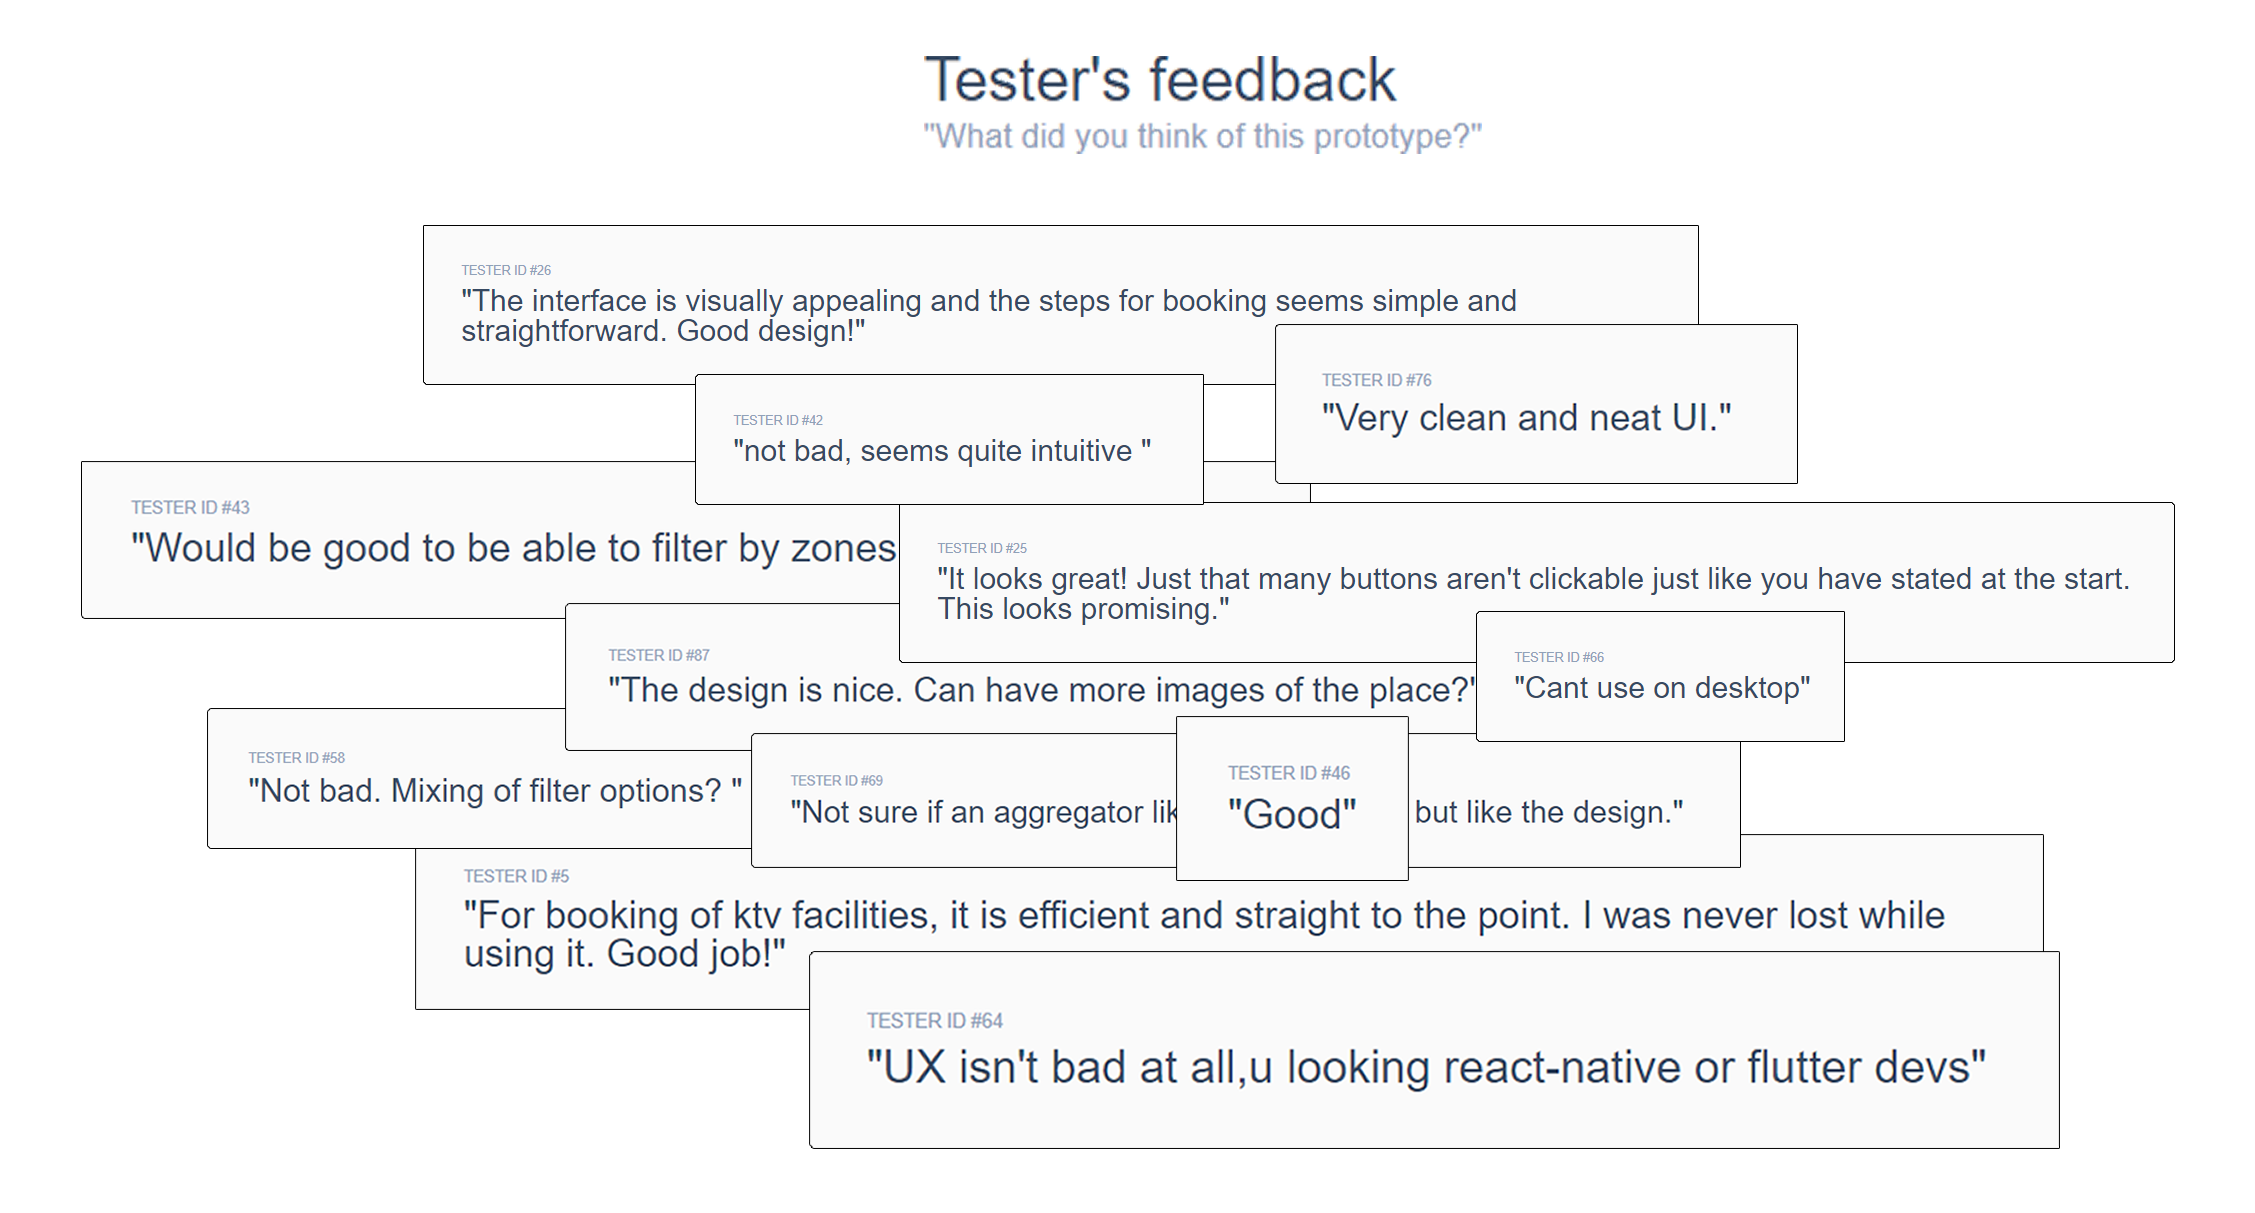 Tester's feedback
"What did you think of this prototype?"
TESTER ID #26
"The interface is visually appealing and the steps for booking seems simple and
straightforward. Good design!"
TESTER ID #76
"Very clean and neat UI."
TESTER ID #42
"not bad, seems quite intuitive "
TESTER ID #43
"Would be good to be able to filter by zones
TESTER ID #25
"It looks great! Just that many buttons aren't clickable just like you have stated at the start.
This looks promising."
TESTER ID #87
"The design is nice. Can have more images of the place?"
TESTER ID #66
"Cant use on desktop"
TESTER ID #58
"Not bad. Mixing of filter options? "
TESTER ID #69
"Not sure if an aggregator but like the design."
TESTER ID #46
"Good"
TESTER ID #5
"For booking of ktv facilities, it is efficient and straight to the point. I was never lost while
using it. Good job!"
TESTER ID #64
"UX isn't bad at all,u looking react-native or flutter devs"